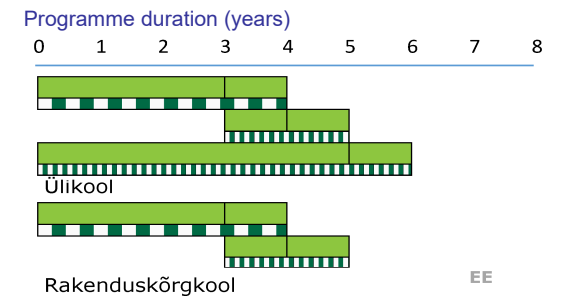 Programme duration (years)
0 1 2 3 4 5 6 7 8
Ülikool
Rakenduskõrgkool
EE